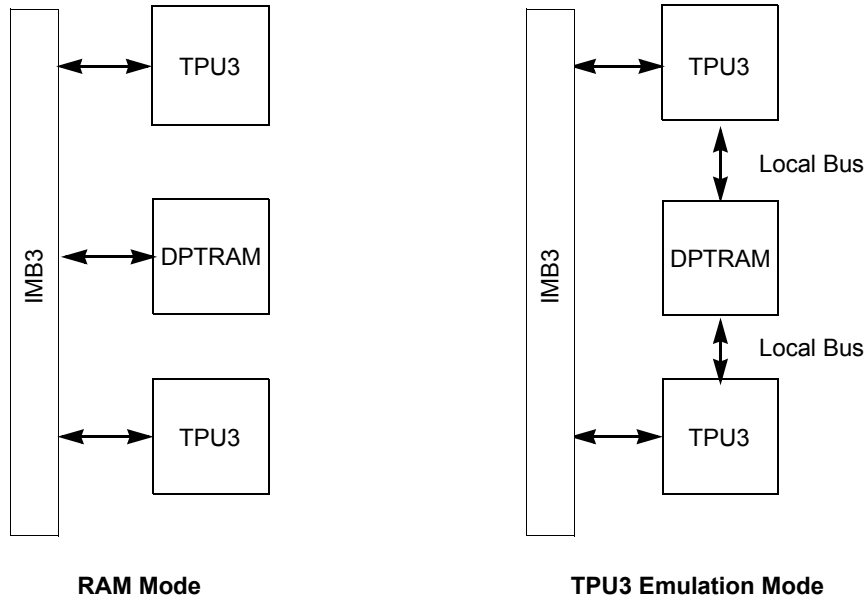 TPU3
DPTRAM
TPU3
IMB3
RAM Mode
TPU3
Local Bus
DPTRAM
Local Bus
TPU3
IMB3
TPU3 Emulation Mode